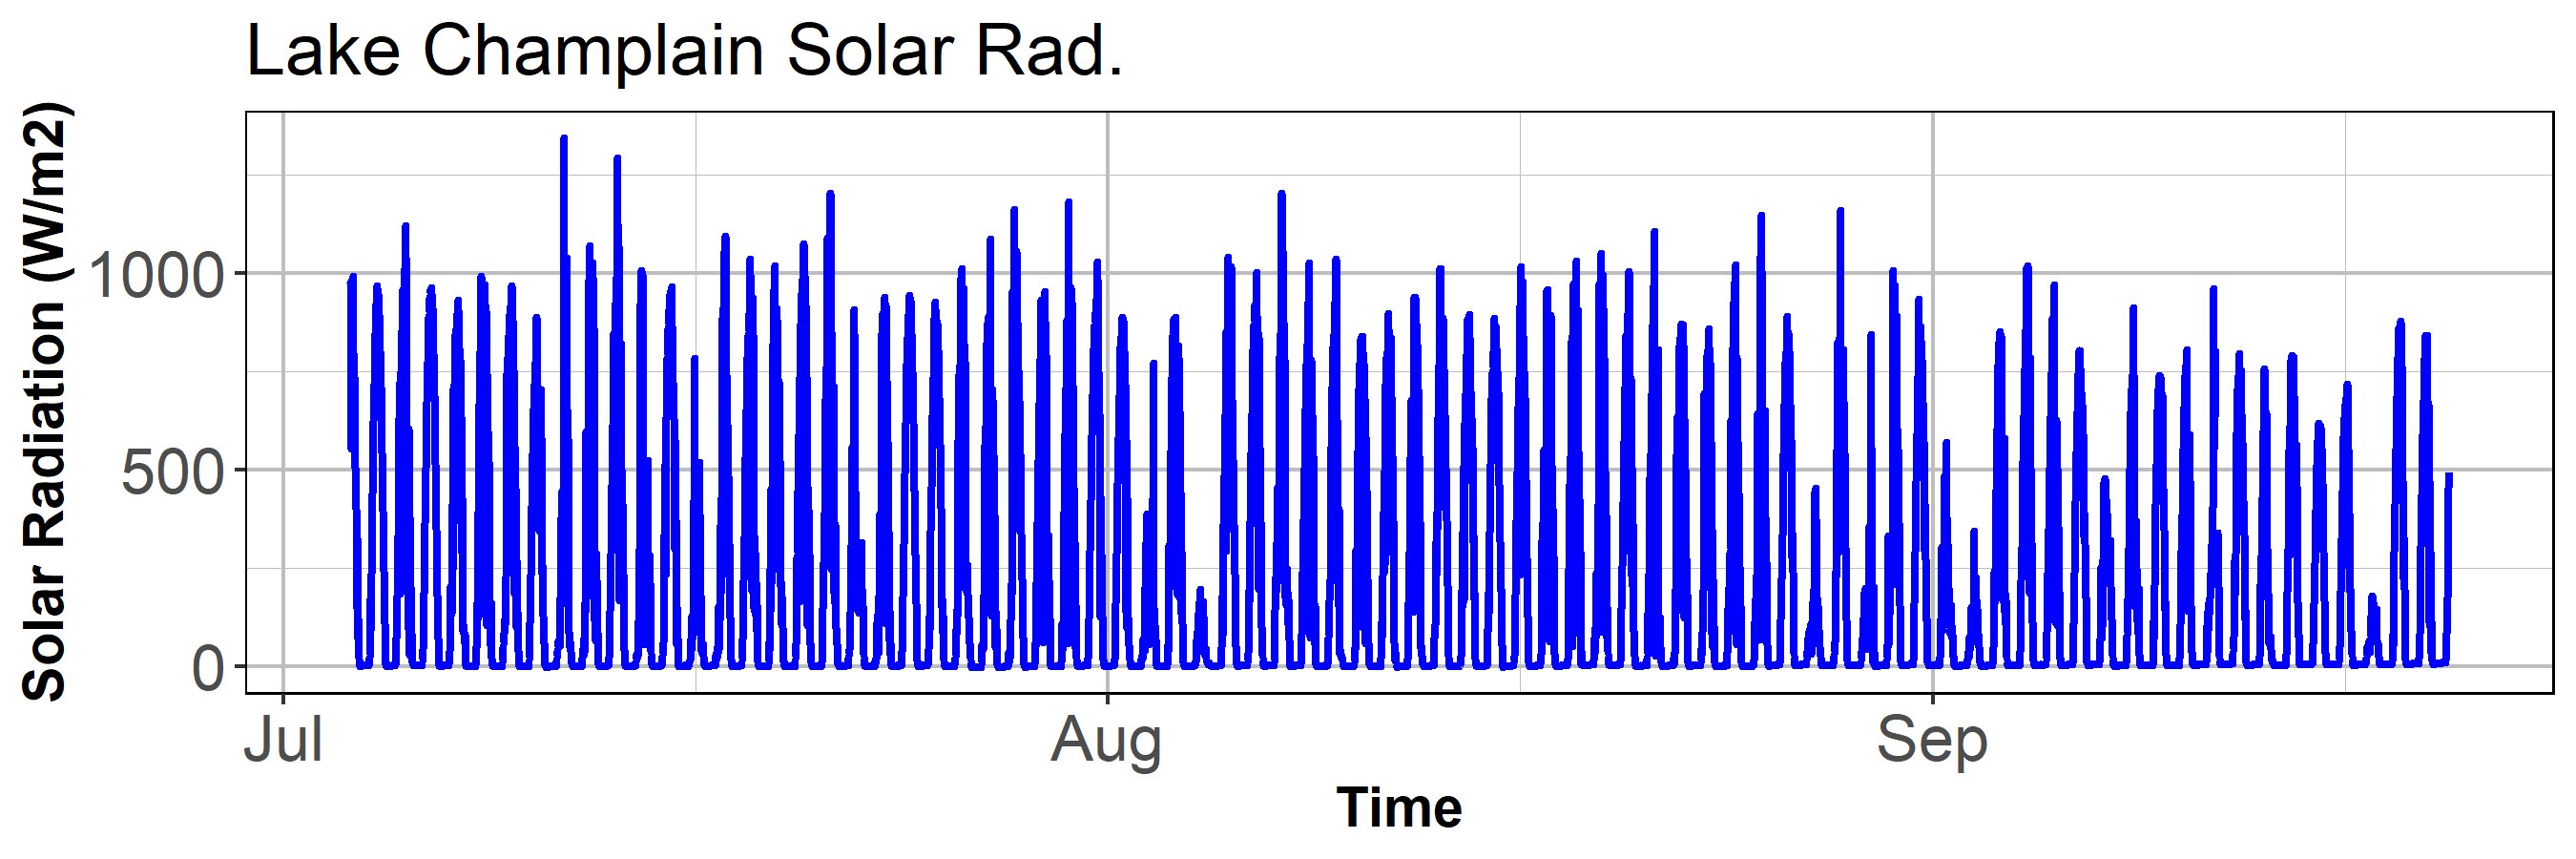 Lake Champlain Solar Rad.
Solar Radiation (W/m2)
1000
500
0
Jul Aug Sep
Time